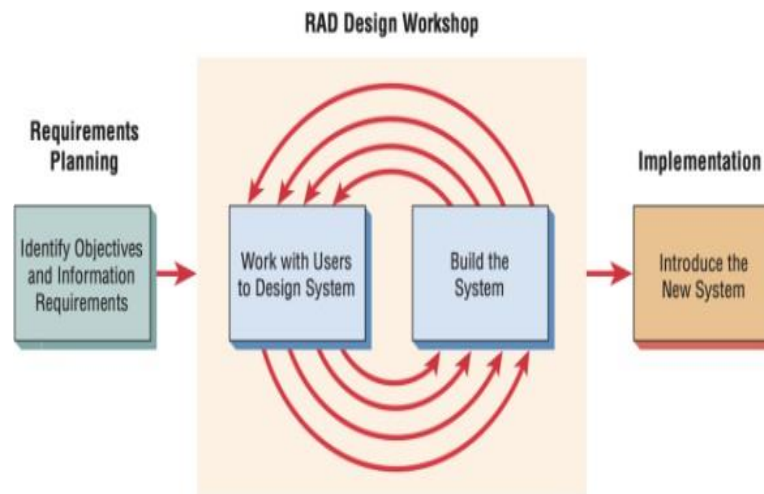 RAD Design Workshop
Requirements
Planning
Identify Objectives
and Information
Requirements
Work with Users
to Design System
Build the
System
Implementation
Introduce the
New System